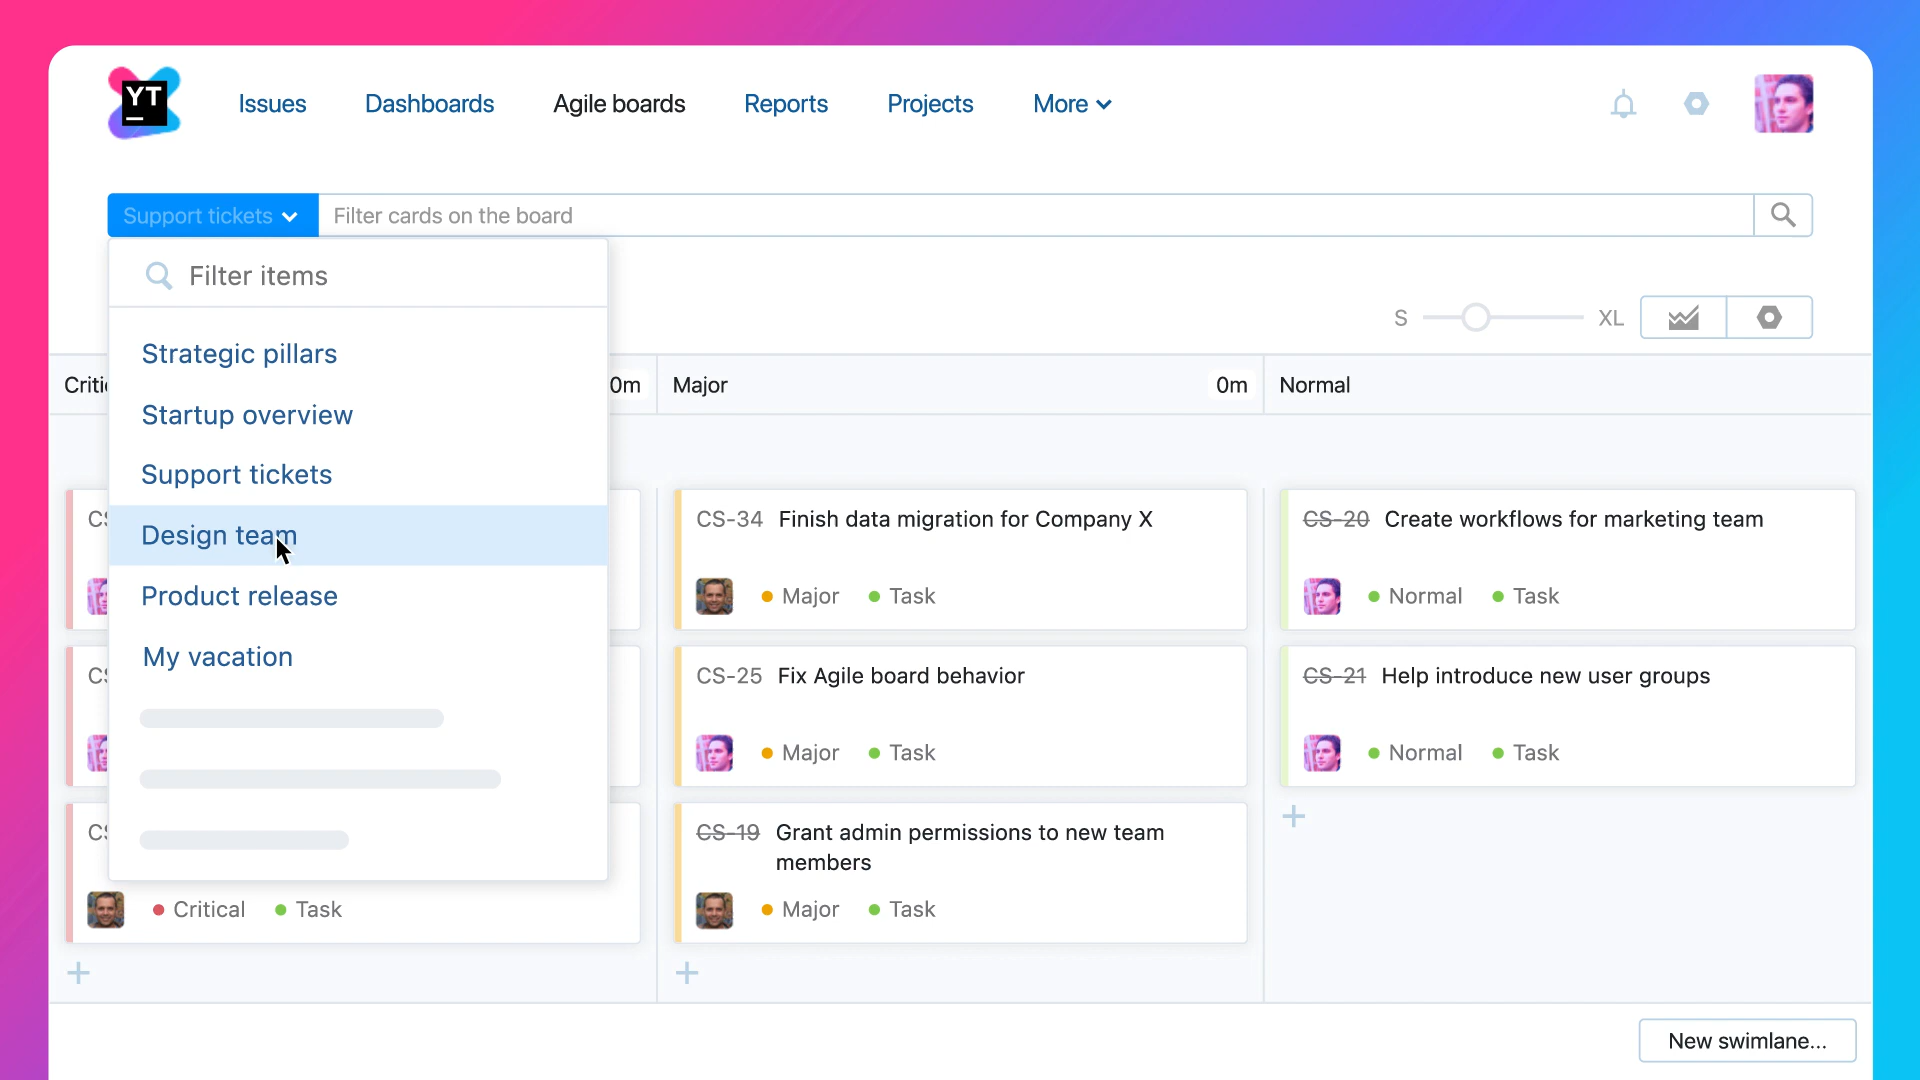 YT
Issues
Dashboards
Agile boards
Reports
Projects
More
Support tickets
Filter cards on the board
Filter items
S
XL
Strategic pillars
Startup overview
Support tickets
Design team
Product release
My vacation
0m
Major
0m
Normal
CS-34 Finish data migration for Company X
Major
Task
CS-20 Create workflows for marketing team
Normal
Task
CS-25 Fix Agile board behavior
Major
Task
CS-21 Help introduce new user groups
Normal
Task
CS-19 Grant admin permissions to new team
members
Critical
Task
Major
Task
New swimlane...